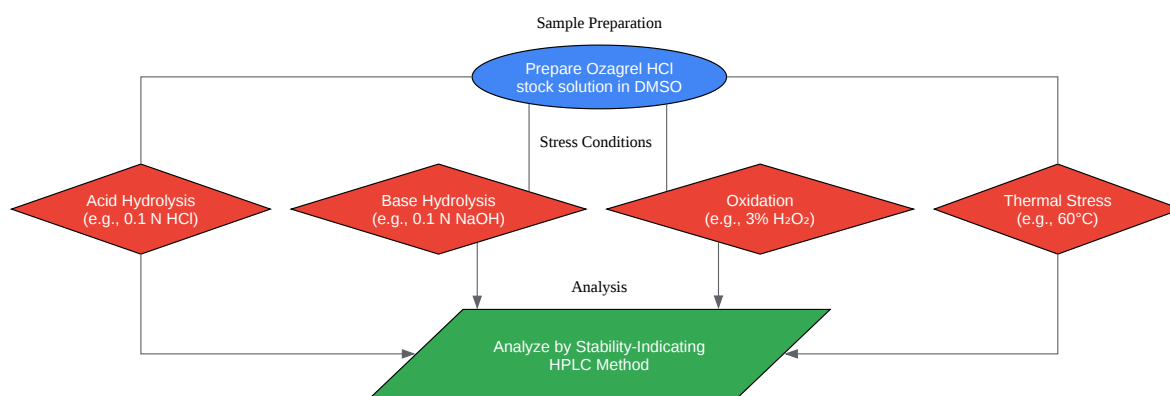 Sample Preparation
Prepare Ozagrel HCl
stock solution in DMSO
Stress Conditions
Acid Hydrolysis
(e.g., 0.1 N HCl)
Base Hydrolysis
(e.g., 0.1 N NaOH)
Oxidation
(e.g., 3% H₂O₂)
Thermal Stress
(e.g., 60°C)
Analysis
Analyze by Stability-Indicating
HPLC Method